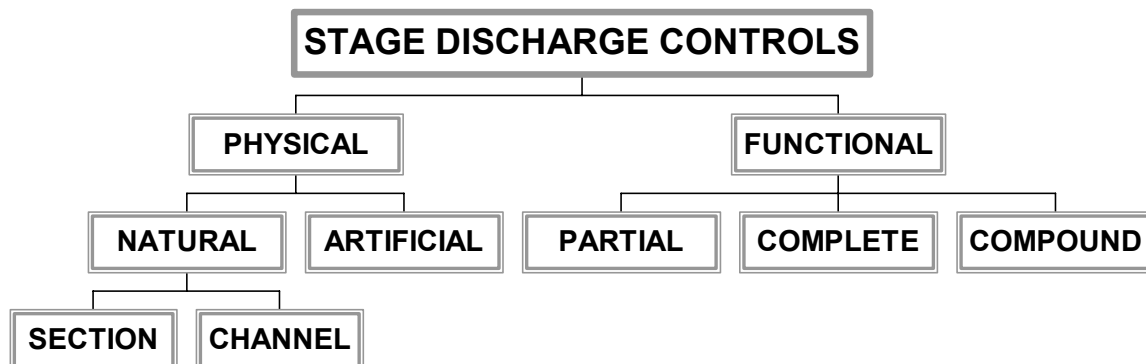 STAGE DISCHARGE CONTROLS
PHYSICAL
FUNCTIONAL
NATURAL
ARTIFICIAL
PARTIAL
COMPLETE
COMPOUND
SECTION
CHANNEL